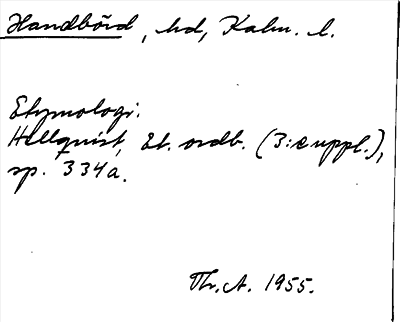 Handbörd, hd, Kalm. l.
Etymologi.
Hellquist, Et. ordb. (3:e uppl.),
sp. 334a.
Th. A. 1955.